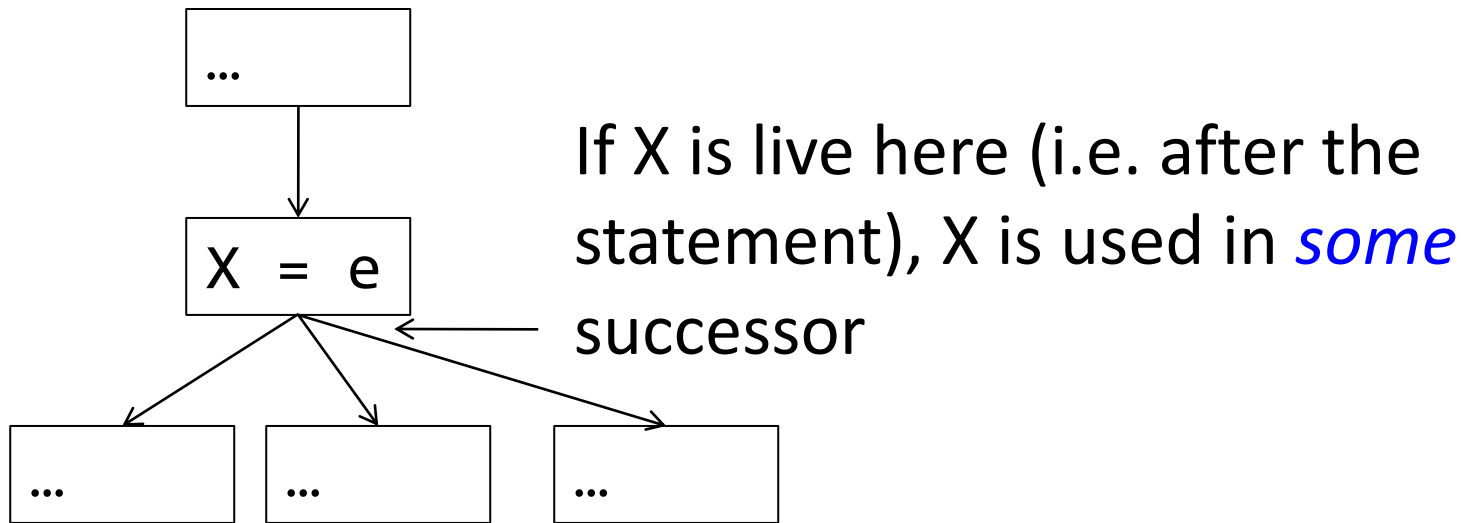 …
If X is live here (i.e. after the
statement), X is used in some
successor
X = e
…
…
…